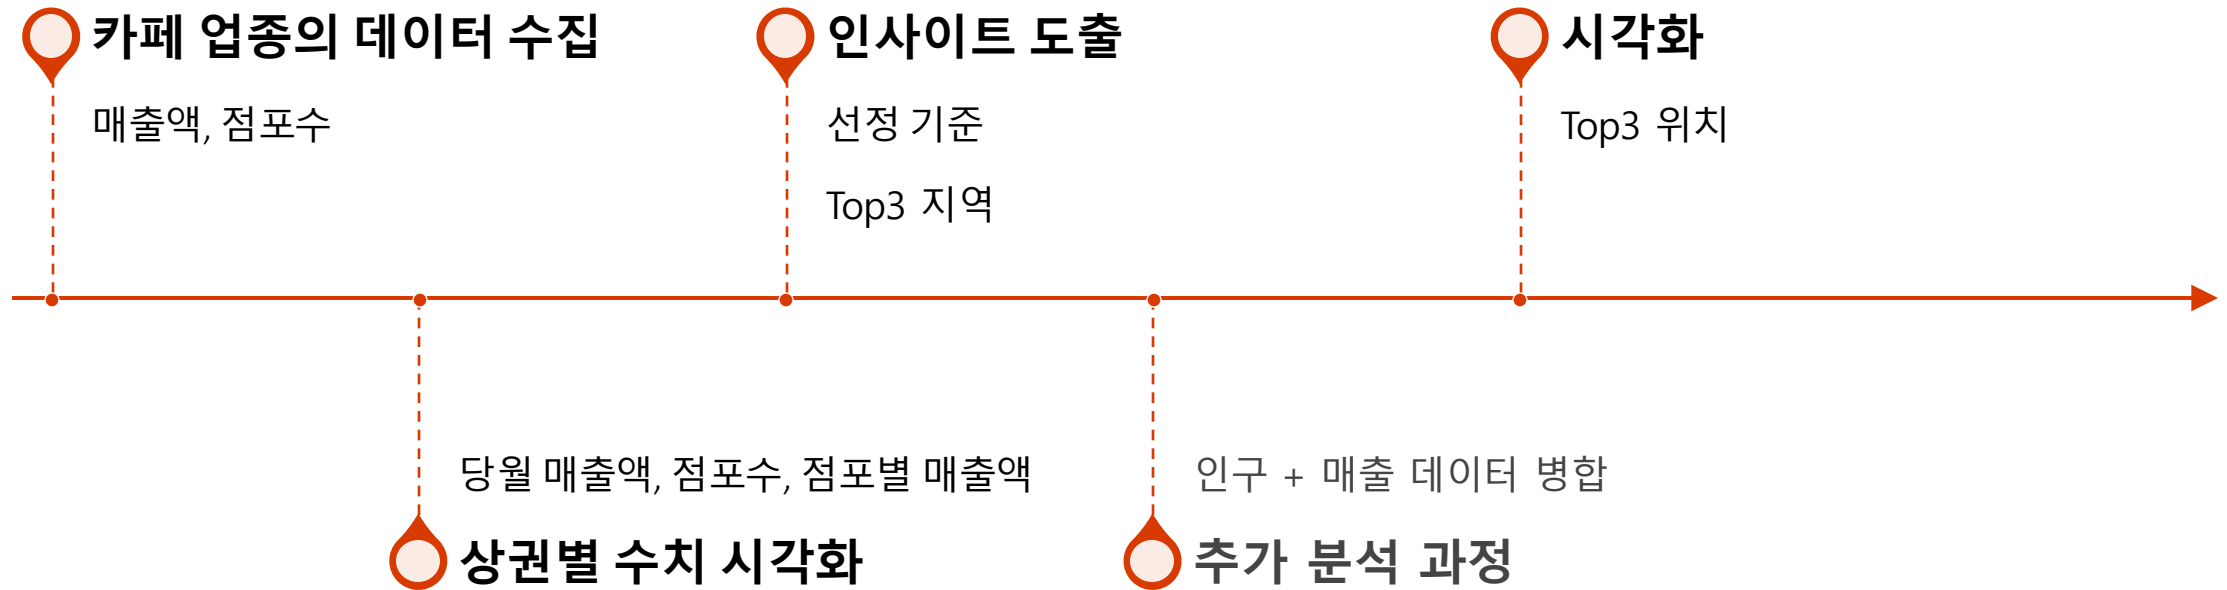 카페 업종의 데이터 수집
매출액, 점포수
당월 매출액, 점포수, 점포별 매출액
상권별 수치 시각화
인사이트 도출
선정 기준
Top3 지역
인구 + 매출 데이터 병합
추가 분석 과정
시각화
Top3 위치